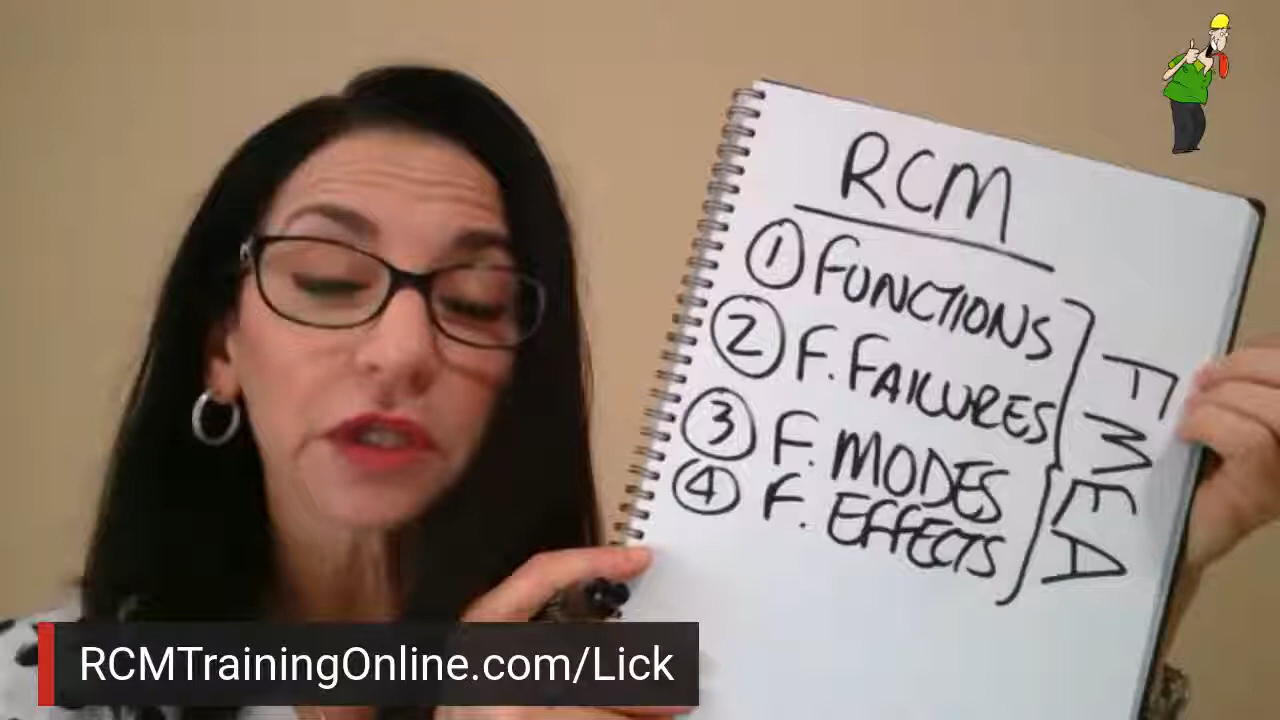 RCM
1 FUNCTIONS
2 F. FAILURES
3 F. MODES
4 F. EFFECTS
FMEA
RCMTrainingOnline.com/Lick